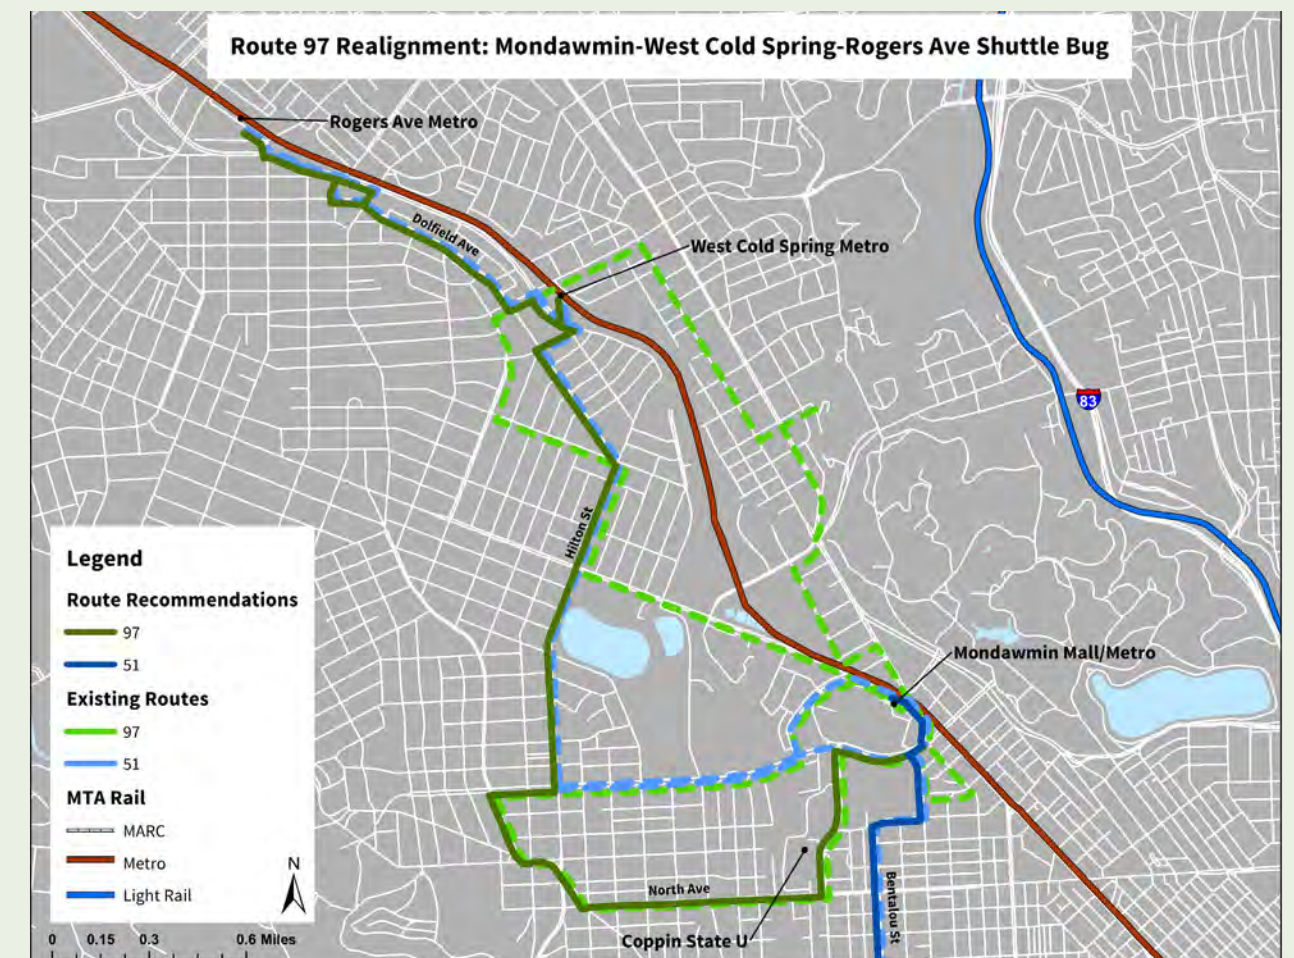 Route 97 Realignment: Mondawmin-West Cold Spring-Rogers Ave Shuttle Bug
Rogers Ave Metro
Dolfield Ave
West Cold Spring Metro
83
Hilton St
Mondawmin Mall/Metro
North Ave
Bentalou St
Coppin State U
Legend
Route Recommendations
97
51
Existing Routes
97
51
MTA Rail
MARC
Metro
Light Rail
N
0 0.15 0.3 0.6 Miles